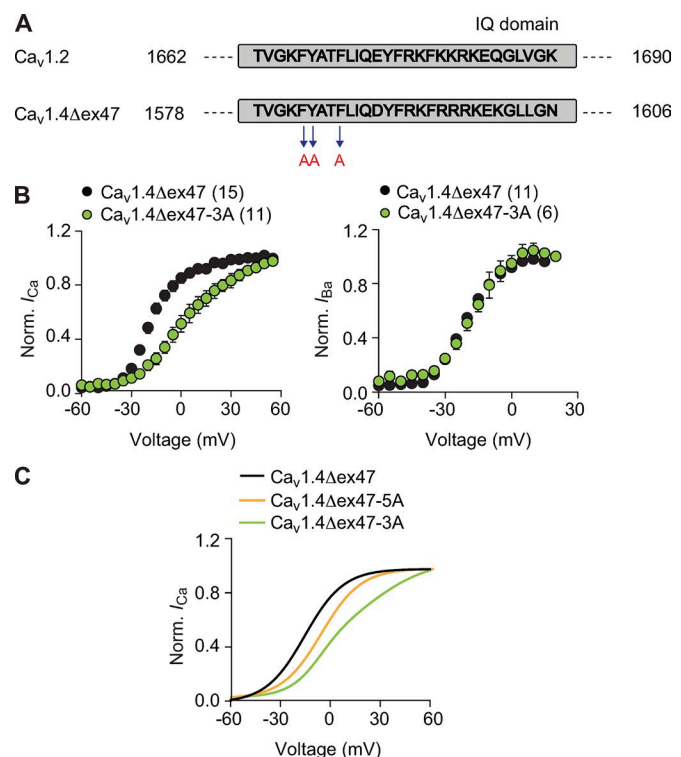 A
IQ domain
Cav1.2 1662 ---- TVGKFYATFLIQEYFRKFKKRKEQGLVGK ---- 1690
Cav1.4Δex47 1578 ---- TVGKFYATFLIQDYFRKFRRRKEKGLLGN ---- 1606
AA A
B
Cav1.4Δex47 (15)
Cav1.4Δex47-3A (11)
Norm. ICa
1.2
0.8
0.4
0.0
-60 -30 0 30 60
Voltage (mV)
Cav1.4Δex47 (11)
Cav1.4Δex47-3A (6)
Norm. IBa
1.2
0.8
0.4
0.0
-60 -30 0 30
Voltage (mV)
C
Cav1.4Δex47
Cav1.4Δex47-5A
Cav1.4Δex47-3A
Norm. ICa
1.2
0.8
0.4
0.0
-60 -30 0 30 60
Voltage (mV)